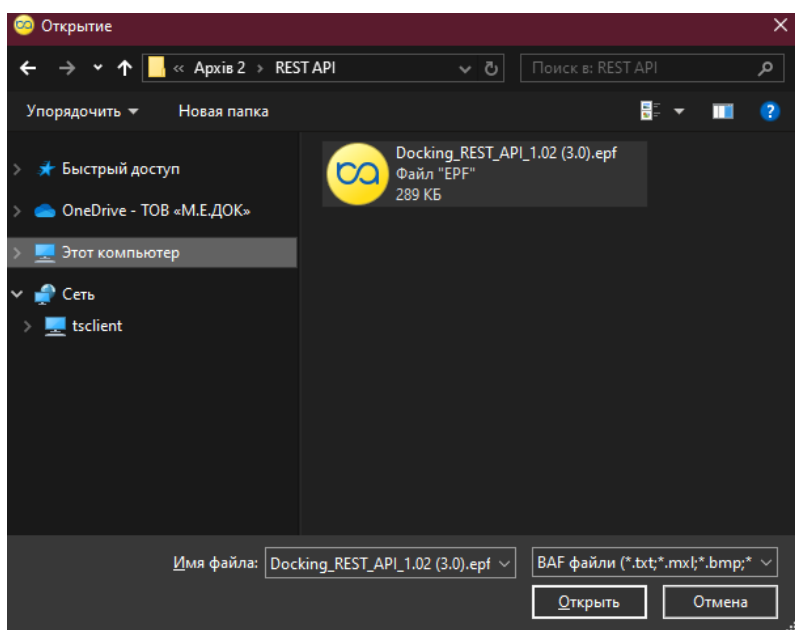 Открытие
« Архів 2 > REST API
Поиск в: REST API
Упорядочить
Новая папка
?
Быстрый доступ
OneDrive - ТОВ «М.Е.ДОК»
Этот компьютер
Сеть
tsclient
Docking_REST_API_1.02 (3.0).epf
Файл "EPF"
289 КБ
Имя файла:
Docking_REST_API_1.02 (3.0).epf
BAF файли (*.txt;*.mxl;*.bmp;*
Открыть
Отмена